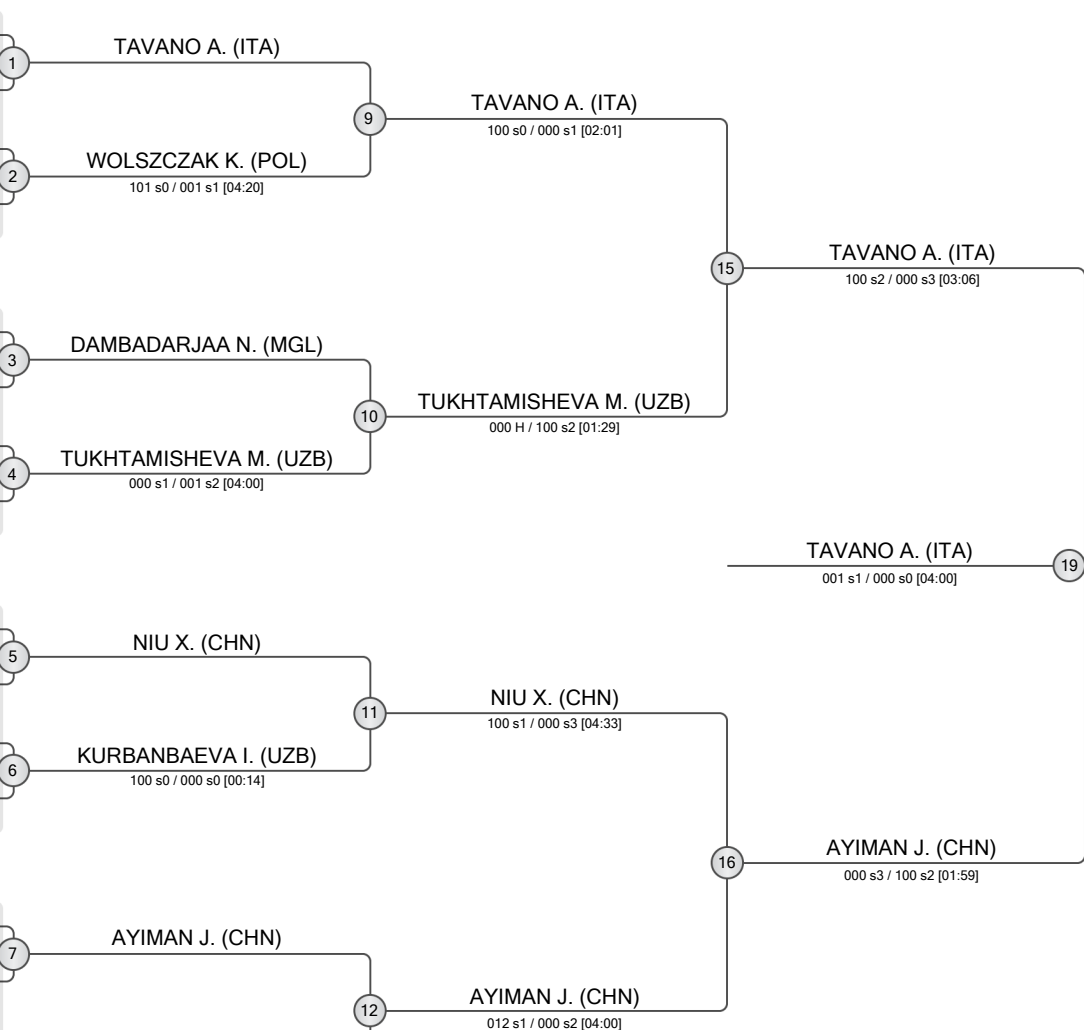 TAVANO A. (ITA)
1
TAVANO A. (ITA)
9
100 s0 / 000 s1 [02:01]
WOLSZCZAK K. (POL)
2
101 s0 / 001 s1 [04:20]
TAVANO A. (ITA)
15
100 s2 / 000 s3 [03:06]
DAMBADARJAA N. (MGL)
3
TUKHTAMISHEVA M. (UZB)
10
000 H / 100 s2 [01:29]
TUKHTAMISHEVA M. (UZB)
4
000 s1 / 001 s2 [04:00]
TAVANO A. (ITA)
19
001 s1 / 000 s0 [04:00]
NIU X. (CHN)
5
NIU X. (CHN)
11
100 s1 / 000 s3 [04:33]
KURBANBAEVA I. (UZB)
6
100 s0 / 000 s0 [00:14]
AYIMAN J. (CHN)
16
000 s3 / 100 s2 [01:59]
AYIMAN J. (CHN)
7
AYIMAN J. (CHN)
12
012 s1 / 000 s2 [04:00]